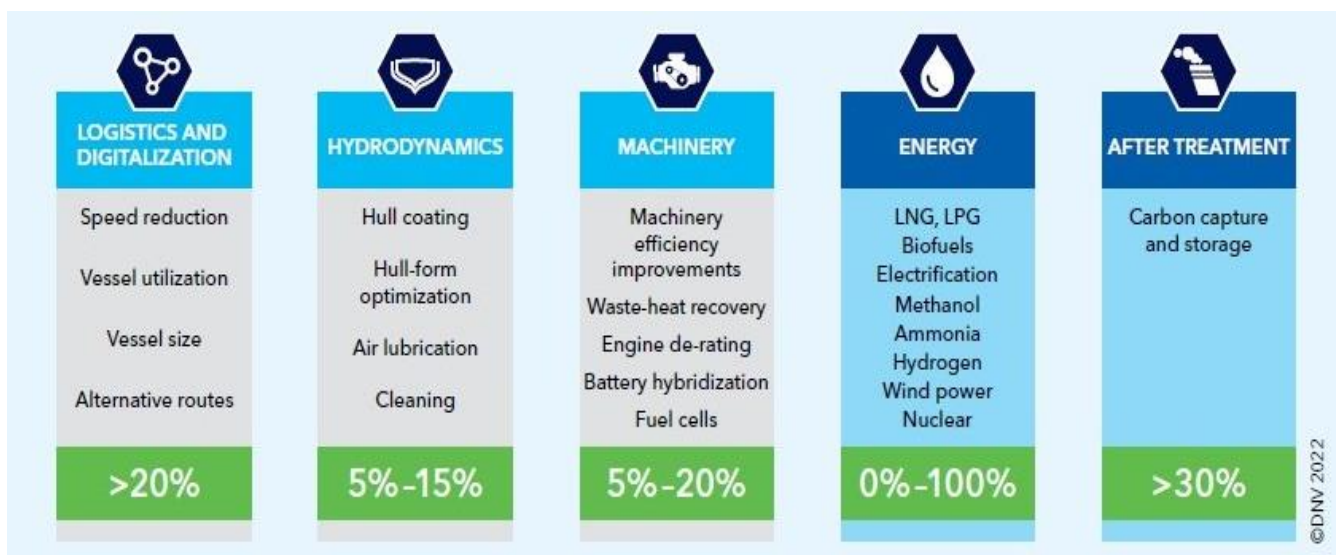 LOGISTICS AND
DIGITALIZATION
Speed reduction
Vessel utilization
Vessel size
Alternative routes
>20%
HYDRODYNAMICS
Hull coating
Hull-form
optimization
Air lubrication
Cleaning
5%–15%
MACHINERY
Machinery
efficiency
improvements
Waste-heat recovery
Engine de-rating
Battery hybridization
Fuel cells
5%–20%
ENERGY
LNG, LPG
Biofuels
Electrification
Methanol
Ammonia
Hydrogen
Wind power
Nuclear
0%–100%
AFTER TREATMENT
Carbon capture
and storage
>30%
©DNV 2022